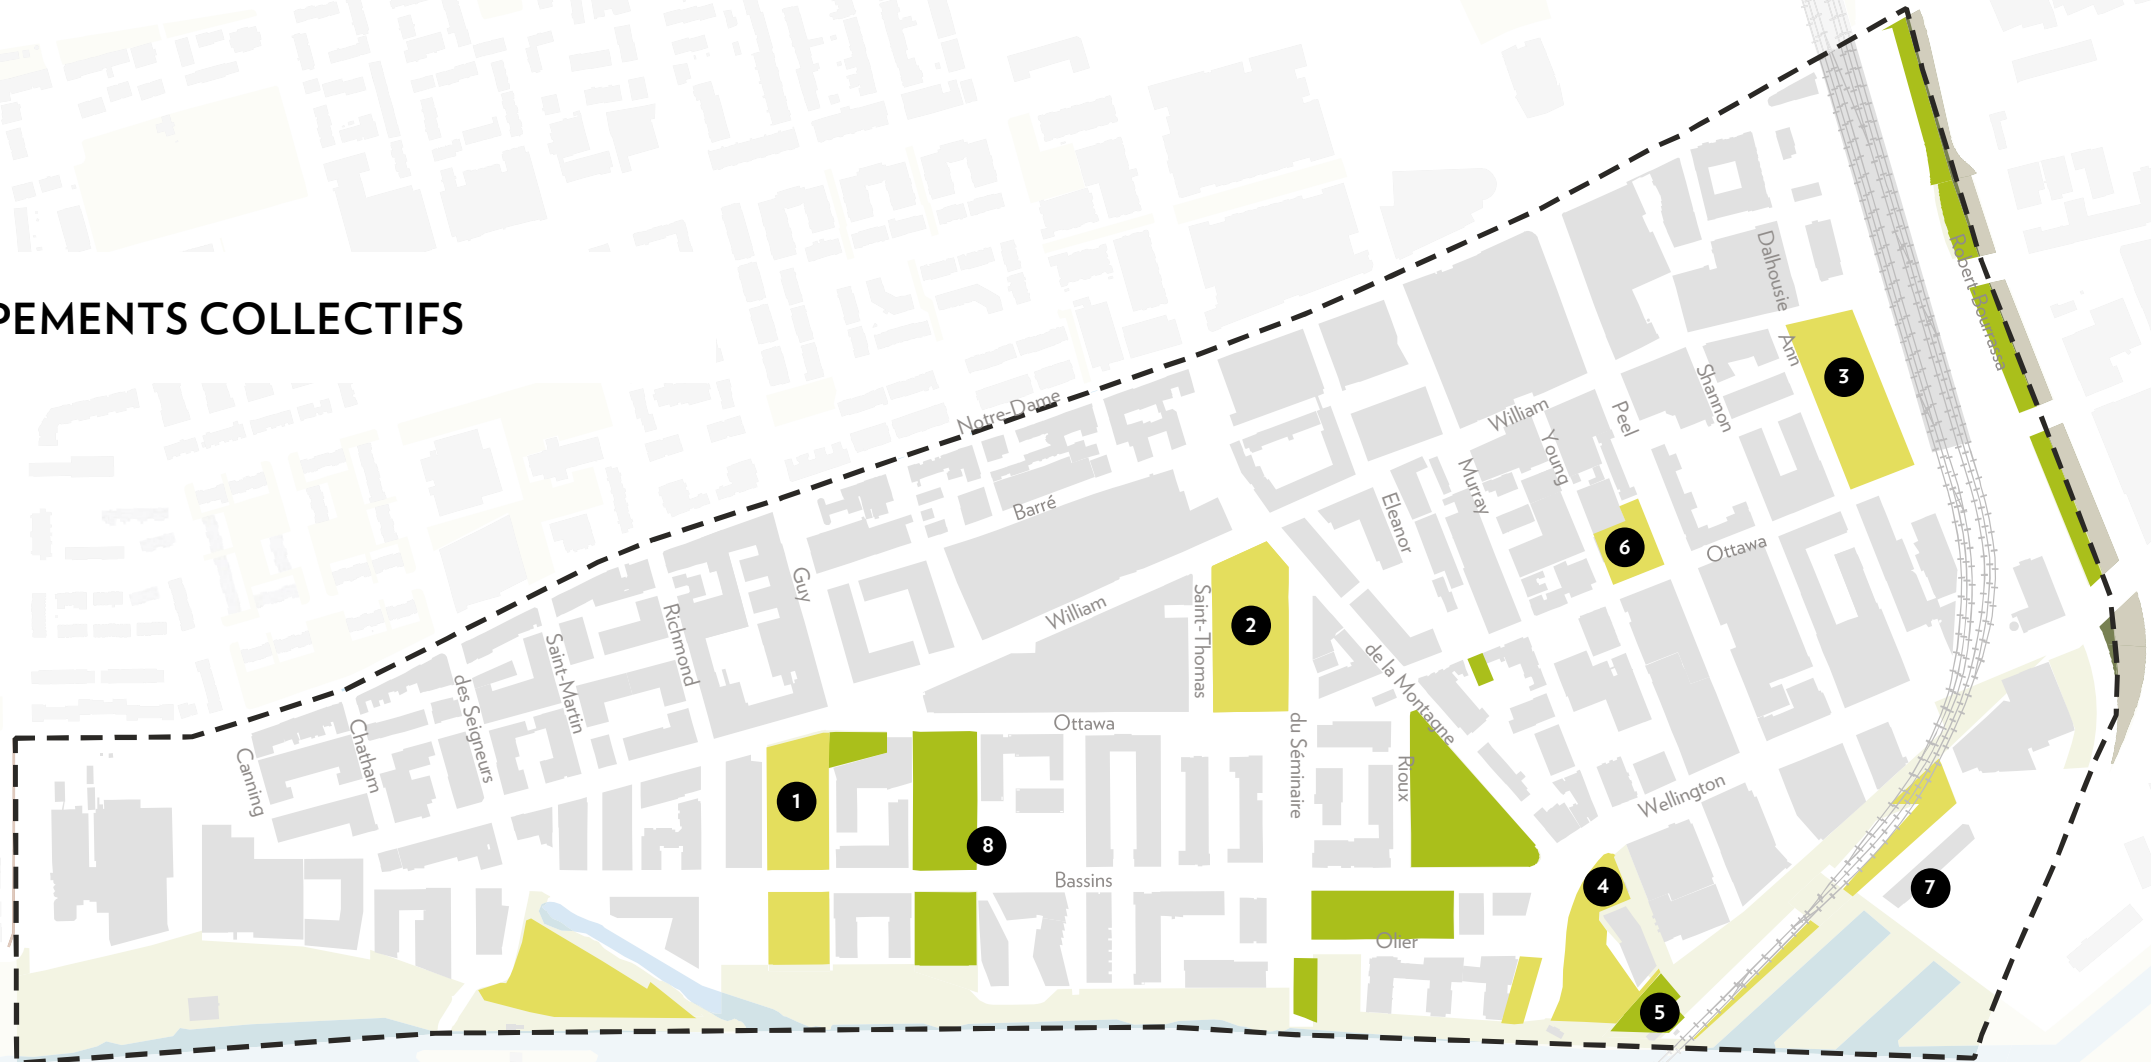 PEMENTS COLLECTIFS
Robert-Bourassa
Dalhousie
Ann
3
Shannon
Peel
William
Young
Notre-Dame
Murray
Eleanor
Barré
6
Ottawa
Guy
William
Saint-Thomas
2
Richmond
Saint-Martin
des Seigneurs
de la Montagne
Chatham
Canning
Ottawa
du Séminaire
Rioux
Wellington
1
8
Bassins
4
7
Olier
5